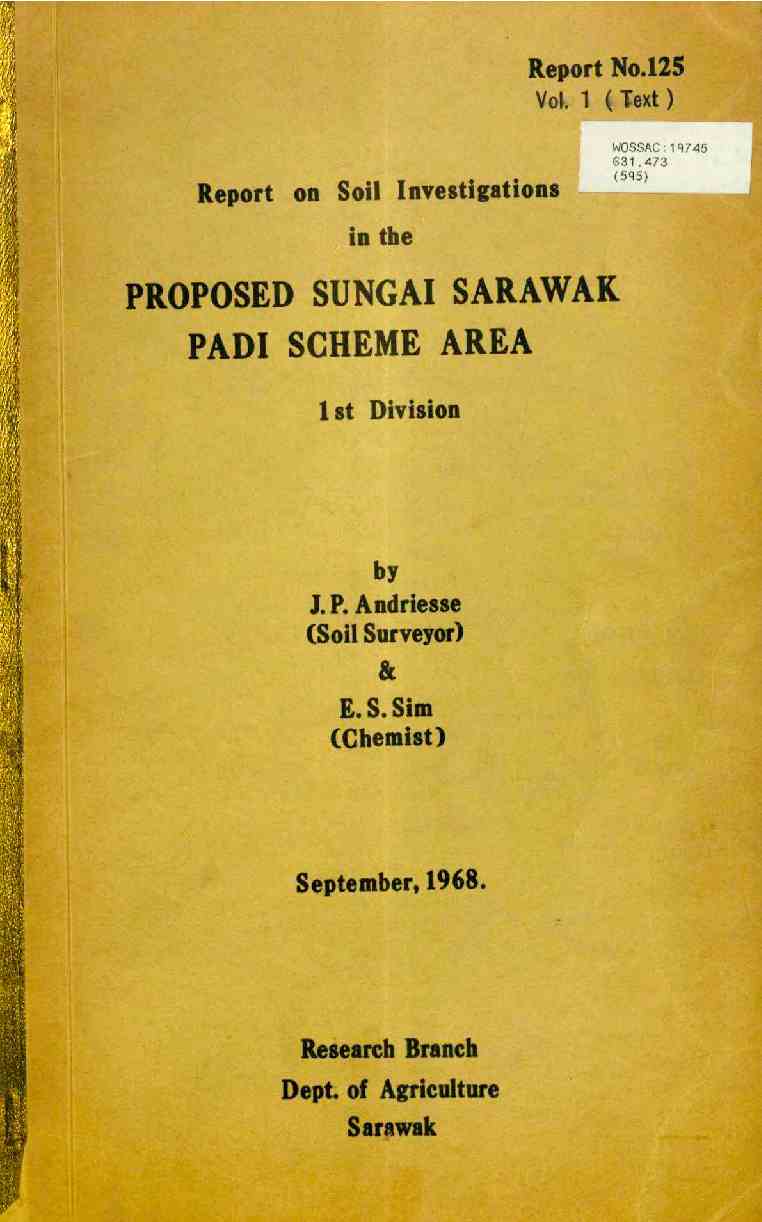 Report No.125
Vol. 1 ( Text )
WOSSAC:19745
631.473
(595)
Report on Soil Investigations
in the
PROPOSED SUNGAI SARAWAK
PADI SCHEME AREA
1st Division
by
J. P. Andriesse
(Soil Surveyor)
&
E. S. Sim
(Chemist)
September, 1968.
Research Branch
Dept. of Agriculture
Sarawak